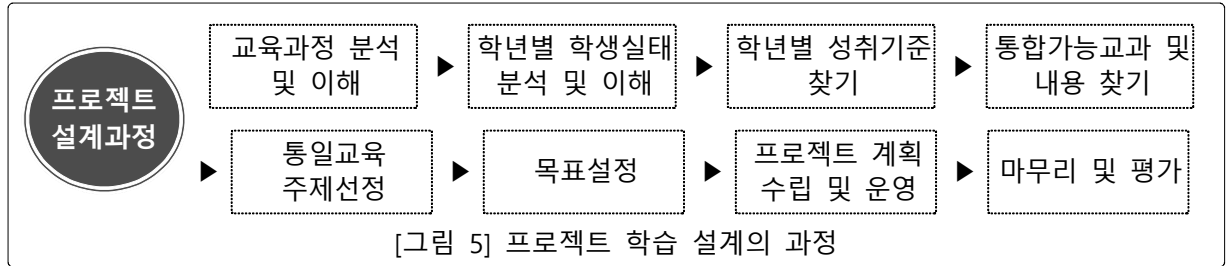 프로젝트
설계과정
교육과정 분석
및 이해
▶
학년별 학생실태
분석 및 이해
▶
학년별 성취기준
찾기
▶
통합가능교과 및
내용 찾기
▶
통일교육
주제선정
▶
목표설정
▶
프로젝트 계획
수립 및 운영
▶
마무리 및 평가
[그림 5] 프로젝트 학습 설계의 과정